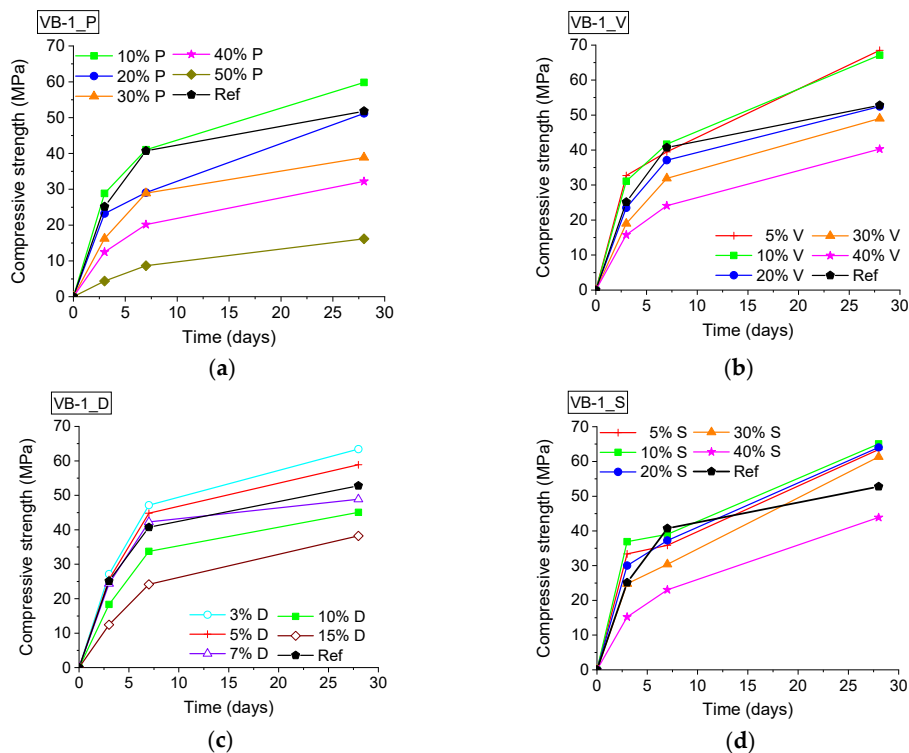 VB-1_P
10% P
20% P
30% P
40% P
50% P
Ref
Compressive strength (MPa)
70
60
50
40
30
20
10
0
0 5 10 15 20 25 30
Time (days)
(a)
VB-1_V
Compressive strength (MPa)
70
60
50
40
30
20
10
0
5% V
10% V
20% V
30% V
40% V
Ref
0 5 10 15 20 25 30
Time (days)
(b)
VB-1_D
Compressive strength (MPa)
70
60
50
40
30
20
10
0
3% D
5% D
7% D
10% D
15% D
Ref
0 5 10 15 20 25 30
Time (days)
(c)
VB-1_S
5% S
10% S
20% S
30% S
40% S
Ref
Compressive strength (MPa)
70
60
50
40
30
20
10
0
0 5 10 15 20 25 30
Time (days)
(d)